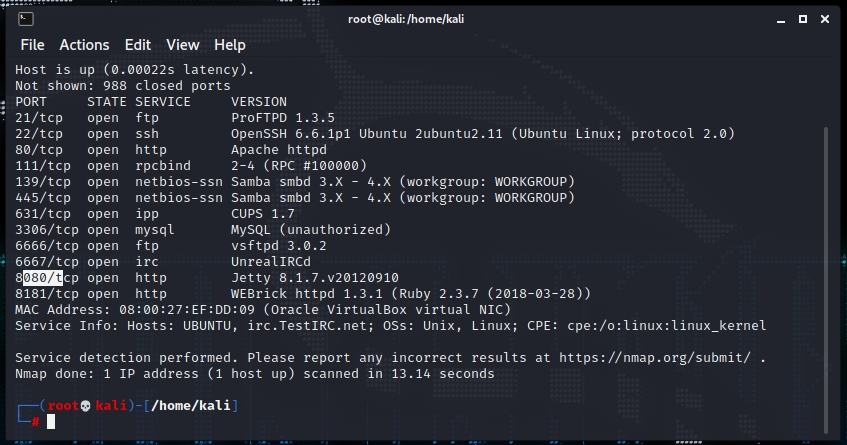 root@kali: /home/kali
File Actions Edit View Help
Host is up (0.00022s latency).
Not shown: 988 closed ports
PORT STATE SERVICE VERSION
21/tcp open ftp ProFTPD 1.3.5
22/tcp open ssh OpenSSH 6.6.1p1 Ubuntu 2ubuntu2.11 (Ubuntu Linux; protocol 2.0)
80/tcp open http Apache httpd
111/tcp open rpcbind 2-4 (RPC #100000)
139/tcp open netbios-ssn Samba smbd 3.X - 4.X (workgroup: WORKGROUP)
445/tcp open netbios-ssn Samba smbd 3.X - 4.X (workgroup: WORKGROUP)
631/tcp open ipp CUPS 1.7
3306/tcp open mysql MySQL (unauthorized)
6666/tcp open ftp vsftpd 3.0.2
6667/tcp open irc UnrealIRCd
8080/tcp open http Jetty 8.1.7.v20120910
8181/tcp open http WEBrick httpd 1.3.1 (Ruby 2.3.7 (2018-03-28))
MAC Address: 08:00:27:EF:DD:09 (Oracle VirtualBox virtual NIC)
Service Info: Hosts: UBUNTU, irc.TestIRC.net; OSs: Unix, Linux; CPE: cpe:/o:linux:linux_kernel
Service detection performed. Please report any incorrect results at https://nmap.org/submit/ .
Nmap done: 1 IP address (1 host up) scanned in 13.14 seconds
┌──(root💀kali)-[/home/kali]
└─#